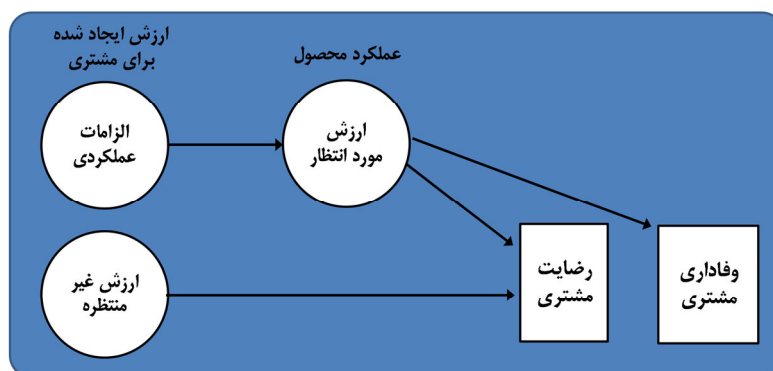 ارزش ایجاد شده
برای مشتری
عملکرد محصول
الزامات
عملکردی
ارزش
مورد انتظار
ارزش غیر
منتظره
رضایت
مشتری
وفاداری
مشتری